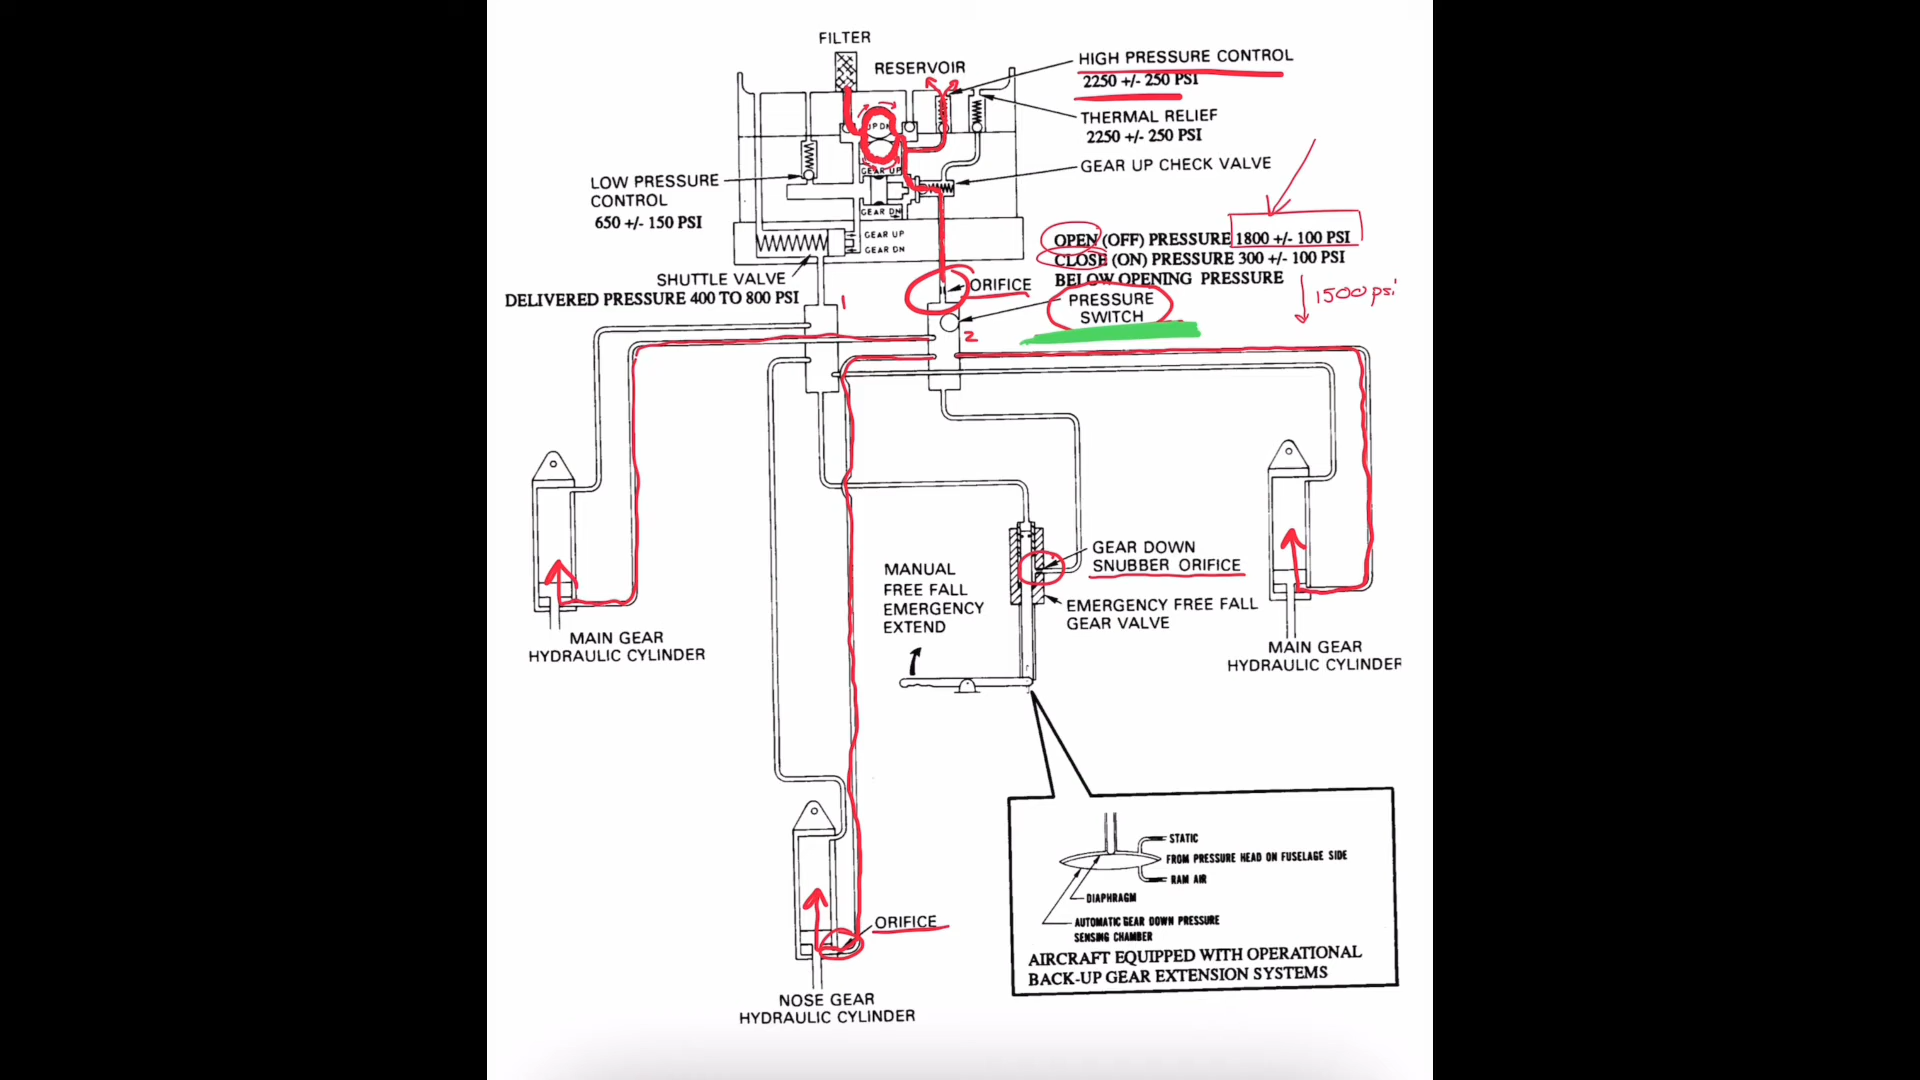 FILTER
RESERVOIR
HIGH PRESSURE CONTROL
2250 +/- 250 PSI
THERMAL RELIEF
2250 +/- 250 PSI
GEAR UP CHECK VALVE
UP DN
GEAR UP
GEAR DN
LOW PRESSURE
CONTROL
650 +/- 150 PSI
GEAR UP
GEAR DN
SHUTTLE VALVE
DELIVERED PRESSURE 400 TO 800 PSI
OPEN (OFF) PRESSURE 1800 +/- 100 PSI
CLOSE (ON) PRESSURE 300 +/- 100 PSI
BELOW OPENING PRESSURE
ORIFICE
PRESSURE
SWITCH
1500 psi
1
2
GEAR DOWN
SNUBBER ORIFICE
MANUAL
FREE FALL
EMERGENCY
EXTEND
EMERGENCY FREE FALL
GEAR VALVE
MAIN GEAR
HYDRAULIC CYLINDER
MAIN GEAR
HYDRAULIC CYLINDER
ORIFICE
NOSE GEAR
HYDRAULIC CYLINDER
STATIC
FROM PRESSURE HEAD ON FUSELAGE SIDE
RAM AIR
DIAPHRAGM
AUTOMATIC GEAR DOWN PRESSURE
SENSING CHAMBER
AIRCRAFT EQUIPPED WITH OPERATIONAL
BACK-UP GEAR EXTENSION SYSTEMS